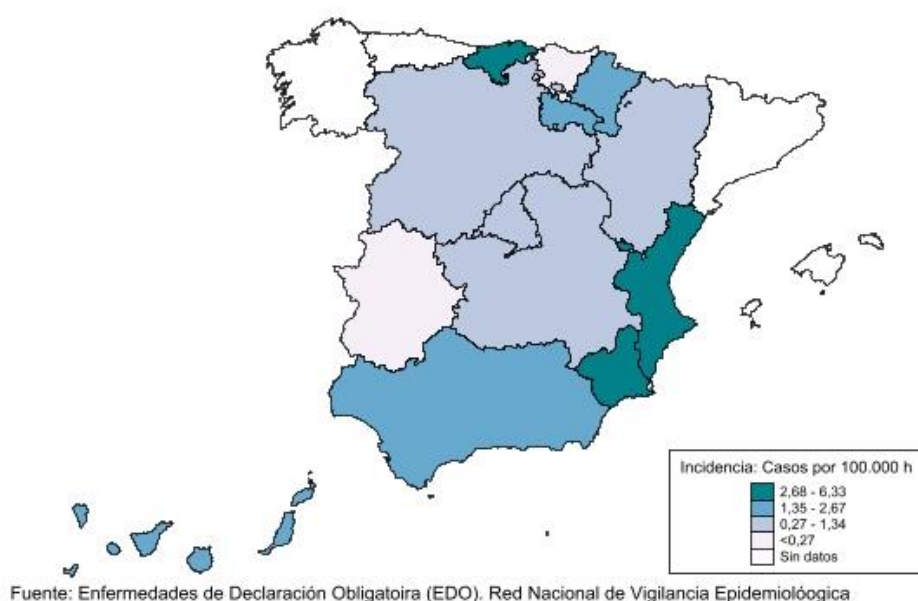 Incidencia: Casos por 100.000 h
2,68 - 6,33
1,35 - 2,67
0,27 - 1,34
<0,27
Sin datos
Fuente: Enfermedades de Declaración Obligatoira (EDO). Red Nacional de Vigilancia Epidemiolóogica